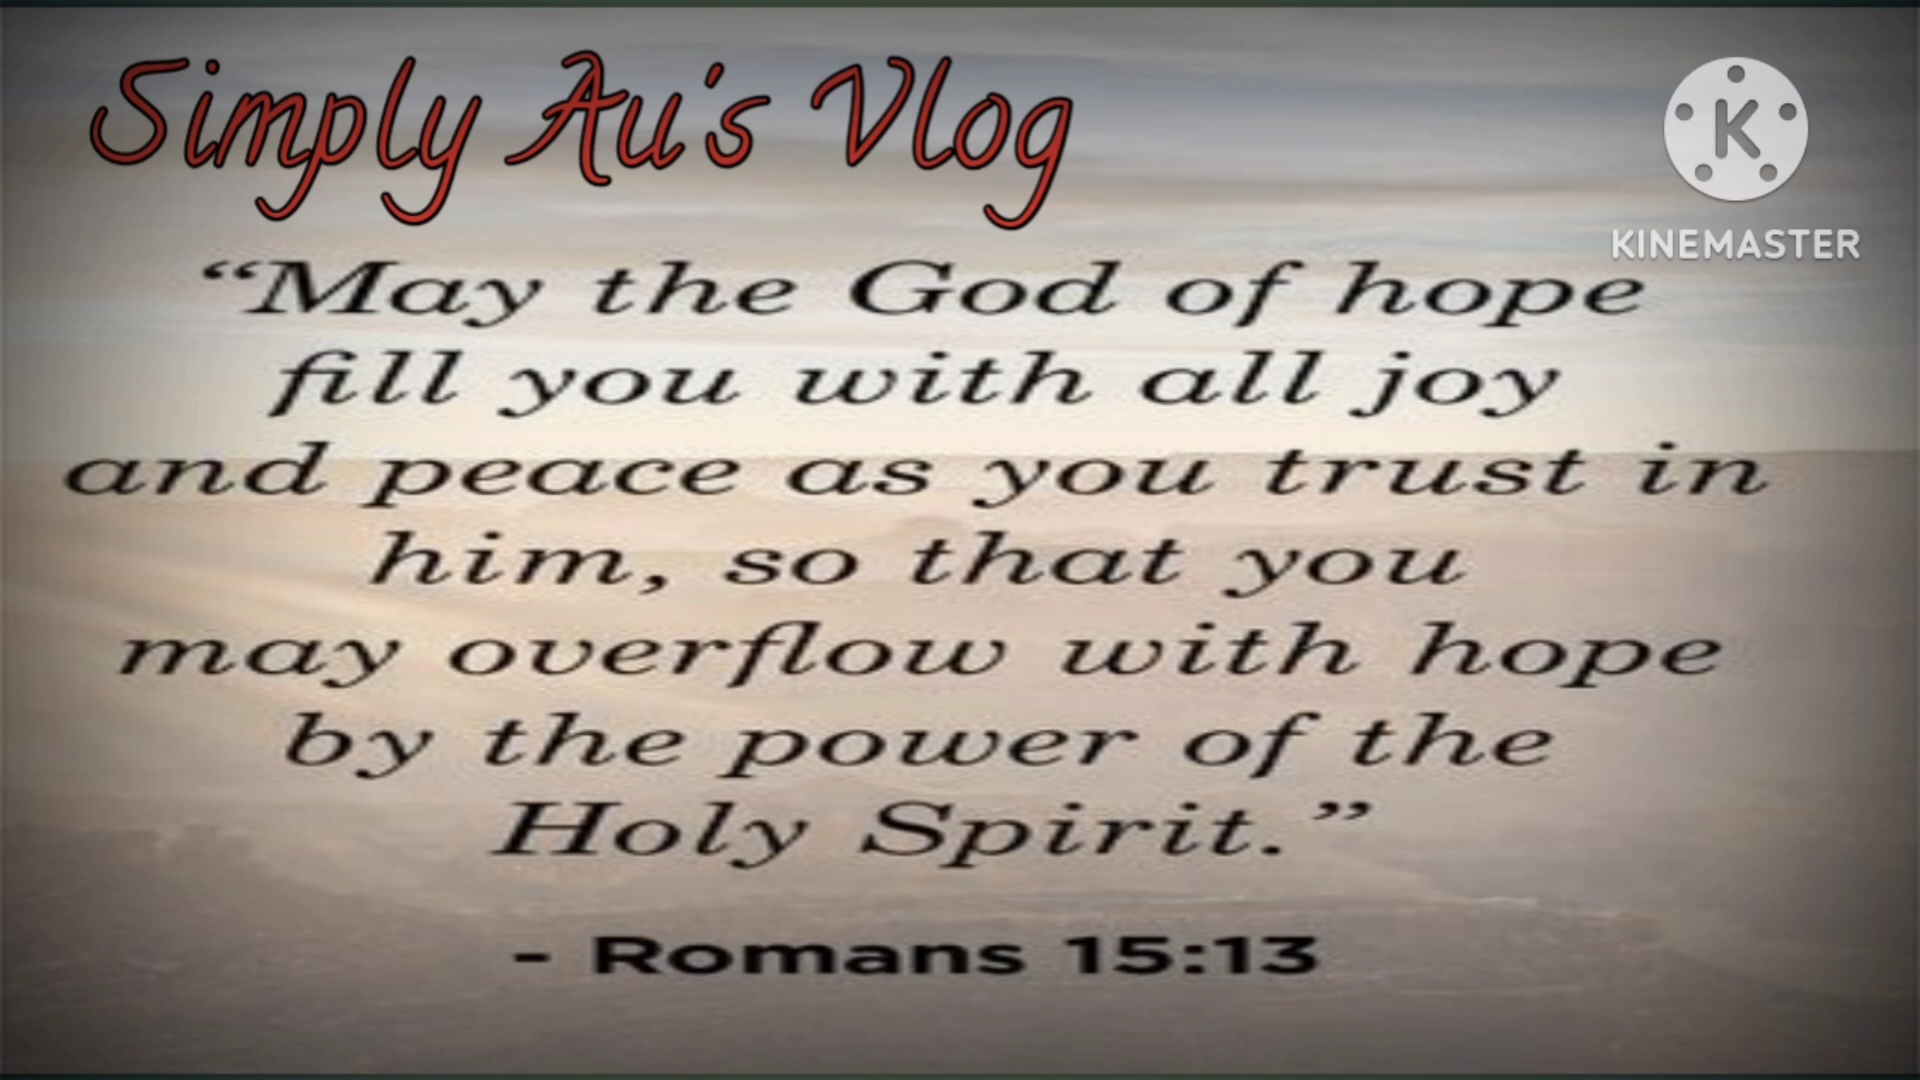 Simply Au's Vlog
K
KINEMASTER
“May the God of hope
fill you with all joy
and peace as you trust in
him, so that you
may overflow with hope
by the power of the
Holy Spirit.”
- Romans 15:13